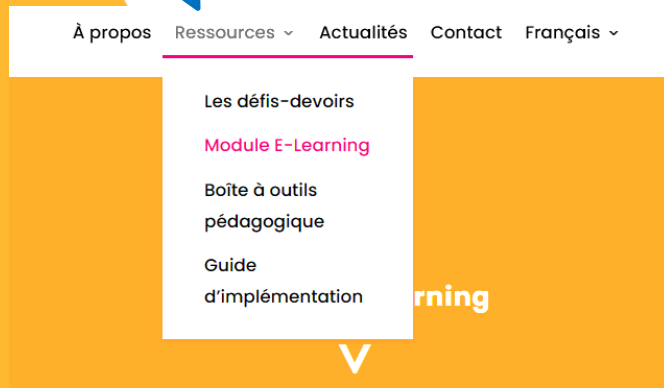 À propos Ressources Actualités Contact Français
Les défis-devoirs
Module E-Learning
Boîte à outils
pédagogique
Guide
d'implémentation
rning